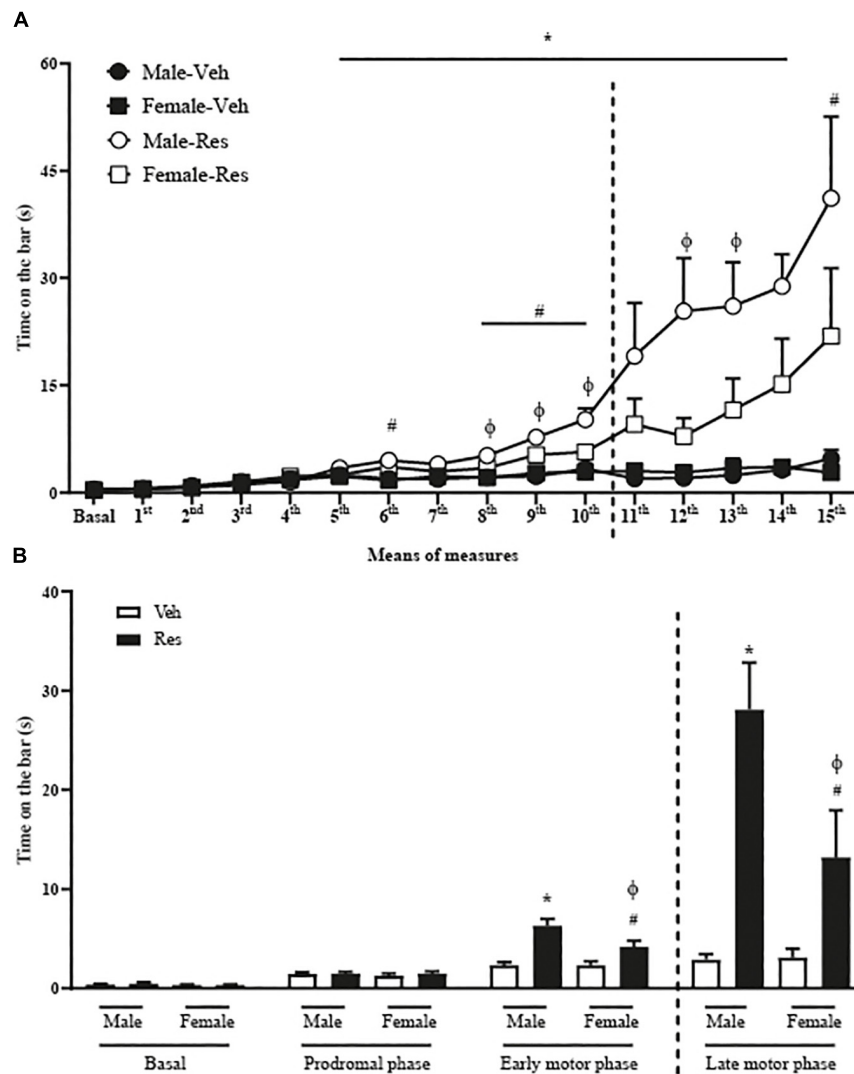 A
*
60
45
30
15
0
Time on the bar (s)
Male-Veh
Female-Veh
Male-Res
Female-Res
#
ϕ ϕ
#
ϕ
ϕ
# ϕ
Basal 1st 2nd 3rd 4th 5th 6th 7th 8th 9th 10th 11th 12th 13th 14th 15th
Means of measures
B
40
30
20
10
0
Time on the bar (s)
Veh
Res
*
ϕ
#
* ϕ
#
Male Female Male Female Male Female Male Female
Basal Prodromal phase Early motor phase Late motor phase